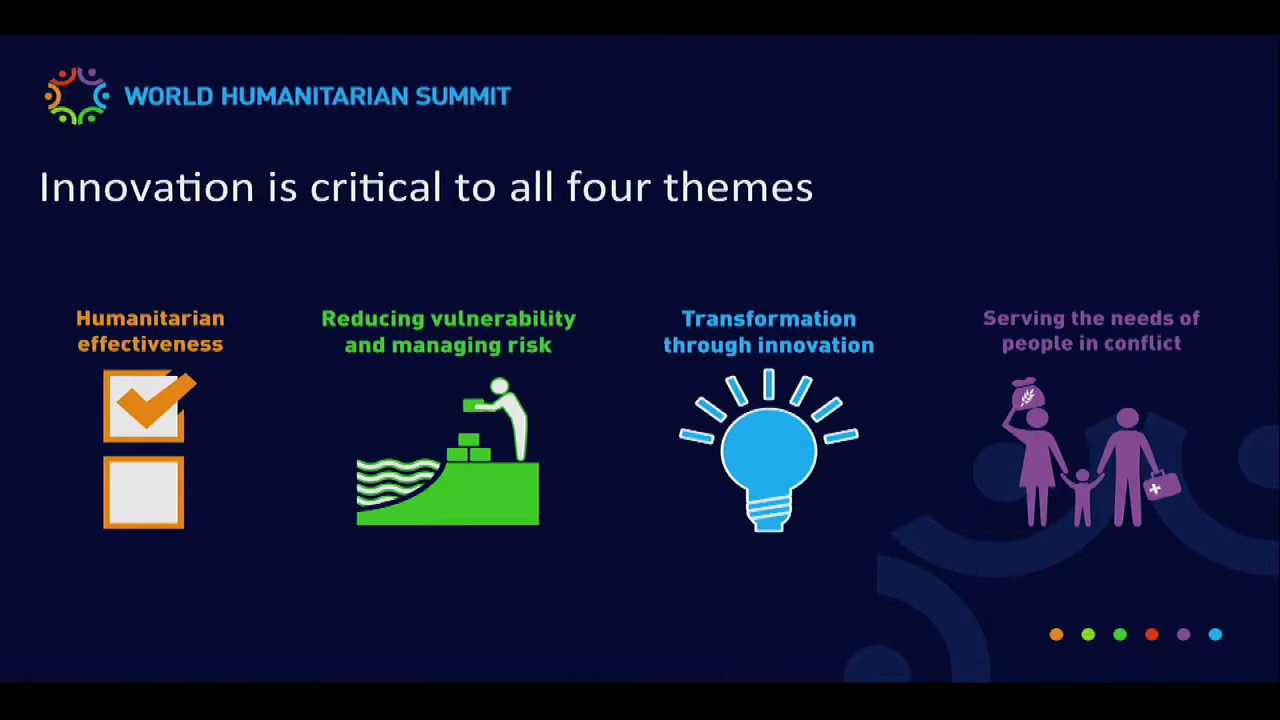 WORLD HUMANITARIAN SUMMIT
Innovation is critical to all four themes
Humanitarian
effectiveness
Reducing vulnerability
and managing risk
Transformation
through innovation
Serving the needs of
people in conflict